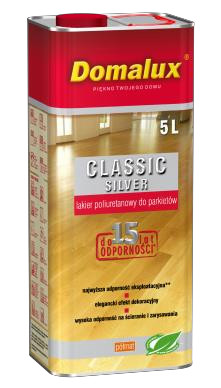 Domalux®
PIĘKNO TWOJEGO DOMU
5L
CLASSIC
SILVER
lakier poliuretanowy do parkietów
do 15 lat
ODPORNOŚCI*
najwyższa odporność eksploatacyjna**
elegancki efekt dekoracyjny
wysoka odporność na ścieranie i zarysowania
półmat